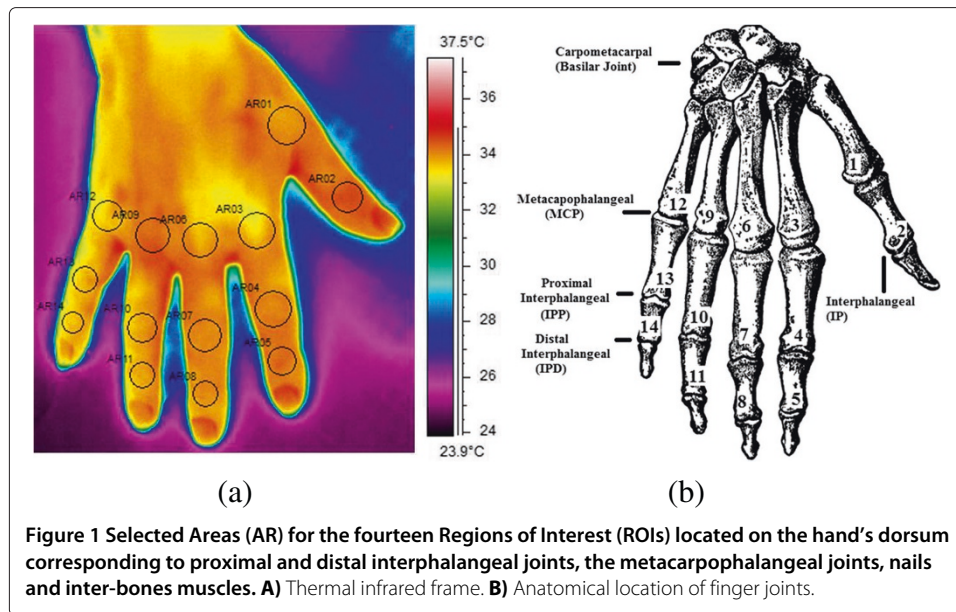 37.5°C
36
34
32
30
28
26
24
23.9°C
AR01
AR02
AR03
AR06
AR09
AR12
AR13
AR14
AR10
AR11
AR07
AR08
AR04
AR05
(a)
Carpometacarpal
(Basilar Joint)
Metacapophalangeal
(MCP)
Proximal
Interphalangeal
(IPP)
Distal
Interphalangeal
(IPD)
Interphalangeal
(IP)
1
2
3
4
5
6
7
8
9
10
11
12
13
14
(b)
Figure 1 Selected Areas (AR) for the fourteen Regions of Interest (ROIs) located on the hand's dorsum
corresponding to proximal and distal interphalangeal joints, the metacarpophalangeal joints, nails
and inter-bones muscles. A) Thermal infrared frame. B) Anatomical location of finger joints.